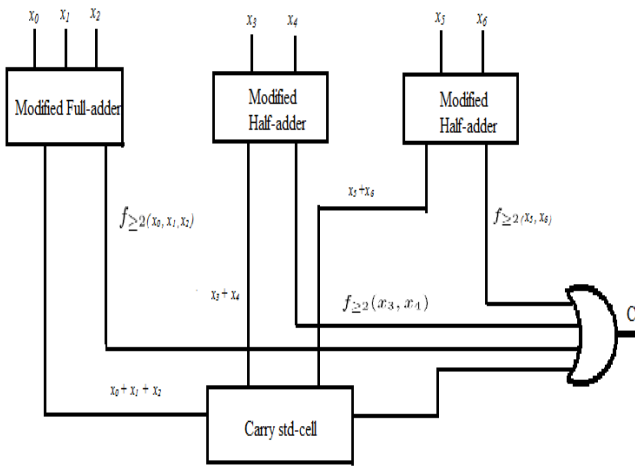 x₀ x₁ x₂
x₃ x₄
x₅ x₆
Modified Full-adder
Modified
Half-adder
Modified
Half-adder
x₅+x₆
f≥2(x₀, x₁, x₂)
f≥2(x₅, x₆)
x₃ + x₄
f≥2(x₃, x₄)
C
x₀ + x₁ + x₂
Carry std-cell